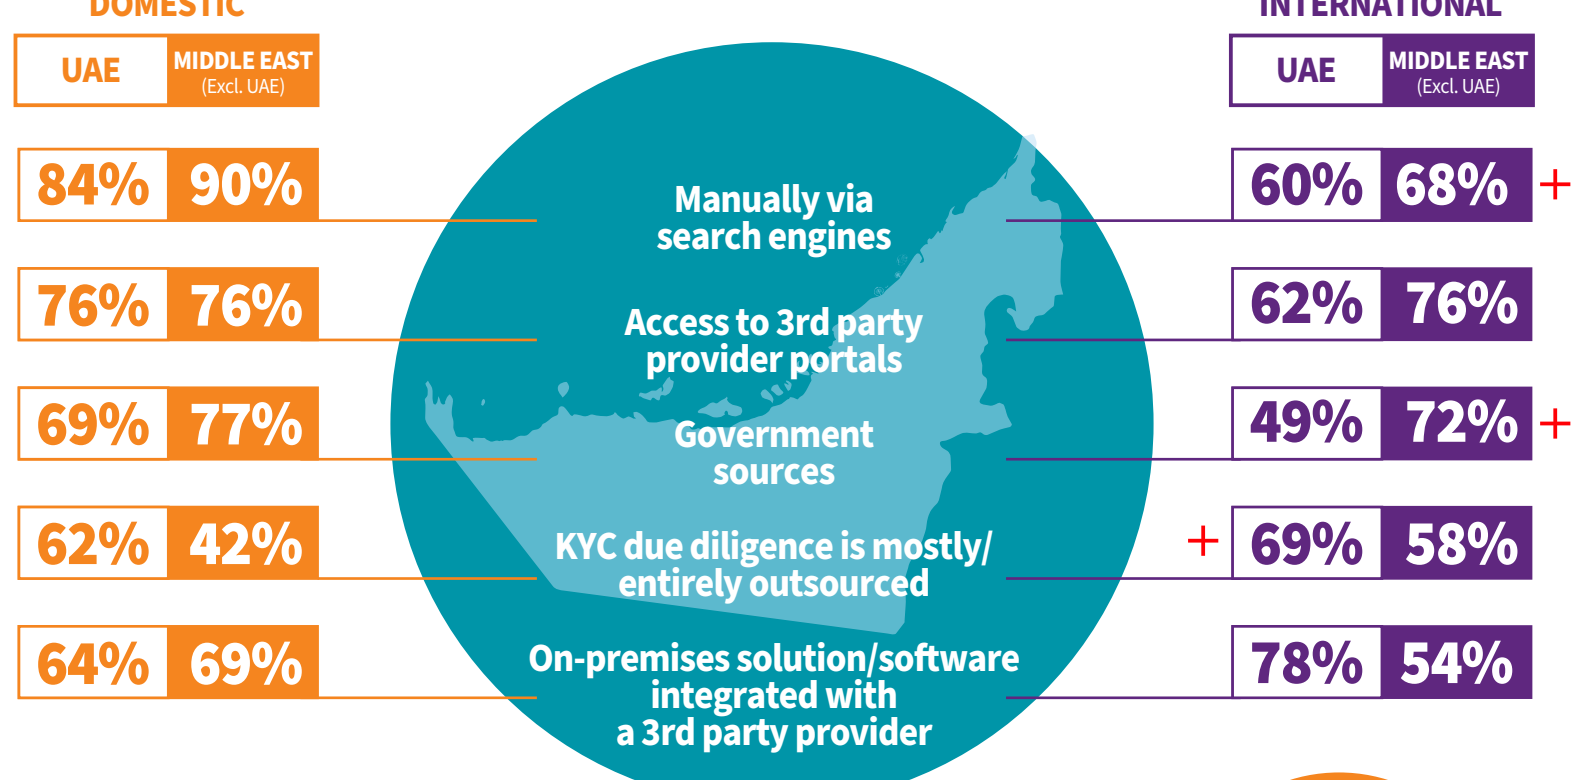 DOMESTIC
INTERNATIONAL
UAE
MIDDLE EAST
(Excl. UAE)
UAE
MIDDLE EAST
(Excl. UAE)
84% 90%
Manually via
search engines
60% 68% +
76% 76%
Access to 3rd party
provider portals
62% 76%
69% 77%
Government
sources
49% 72% +
62% 42%
KYC due diligence is mostly/
entirely outsourced
+ 69% 58%
64% 69%
On-premises solution/software
integrated with
a 3rd party provider
78% 54%